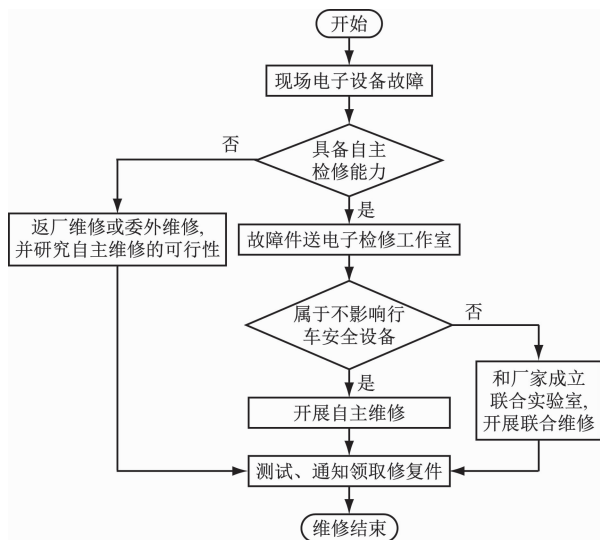 开始
现场电子设备故障
具备自主
检修能力
否
是
返厂维修或委外维修,
并研究自主维修的可行性
故障件送电子检修工作室
属于不影响行
车安全设备
否
是
和厂家成立
联合实验室,
开展联合维修
开展自主维修
测试、通知领取修复件
维修结束